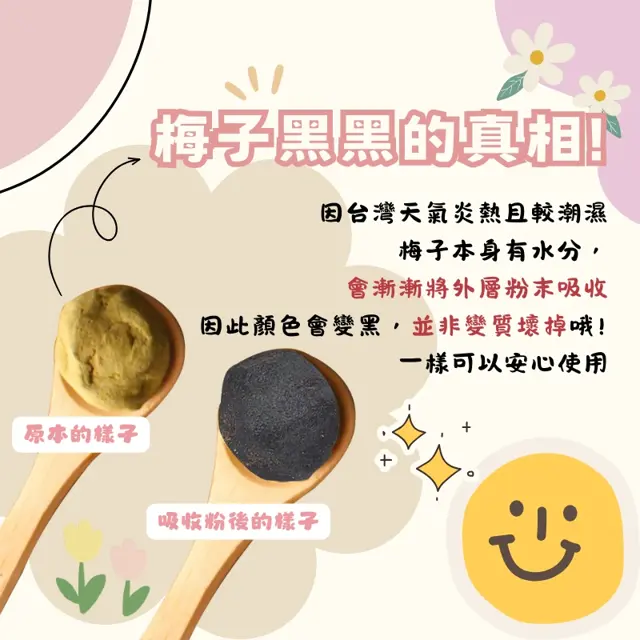 梅子黑黑的真相!
因台灣天氣炎熱且較潮濕
梅子本身有水分，
會漸漸將外層粉末吸收
因此顏色會變黑，並非變質壞掉哦!
一樣可以安心使用
原本的樣子
吸收粉後的樣子